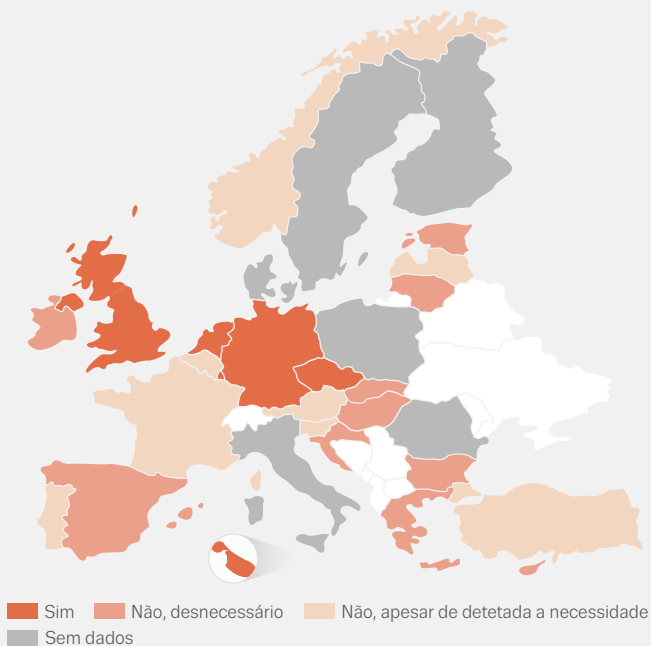 Sim Não, desnecessário Não, apesar de detetada a necessidade
Sem dados